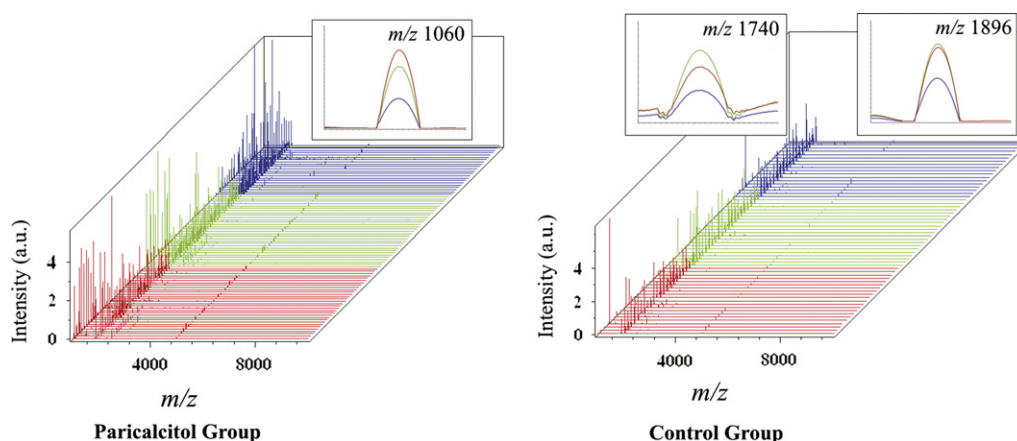 m/z 1060
Intensity (a.u.)
4
2
0
4000 8000
m/z
Paricalcitol Group
m/z 1740
m/z 1896
Intensity (a.u.)
4
2
0
4000 8000
m/z
Control Group